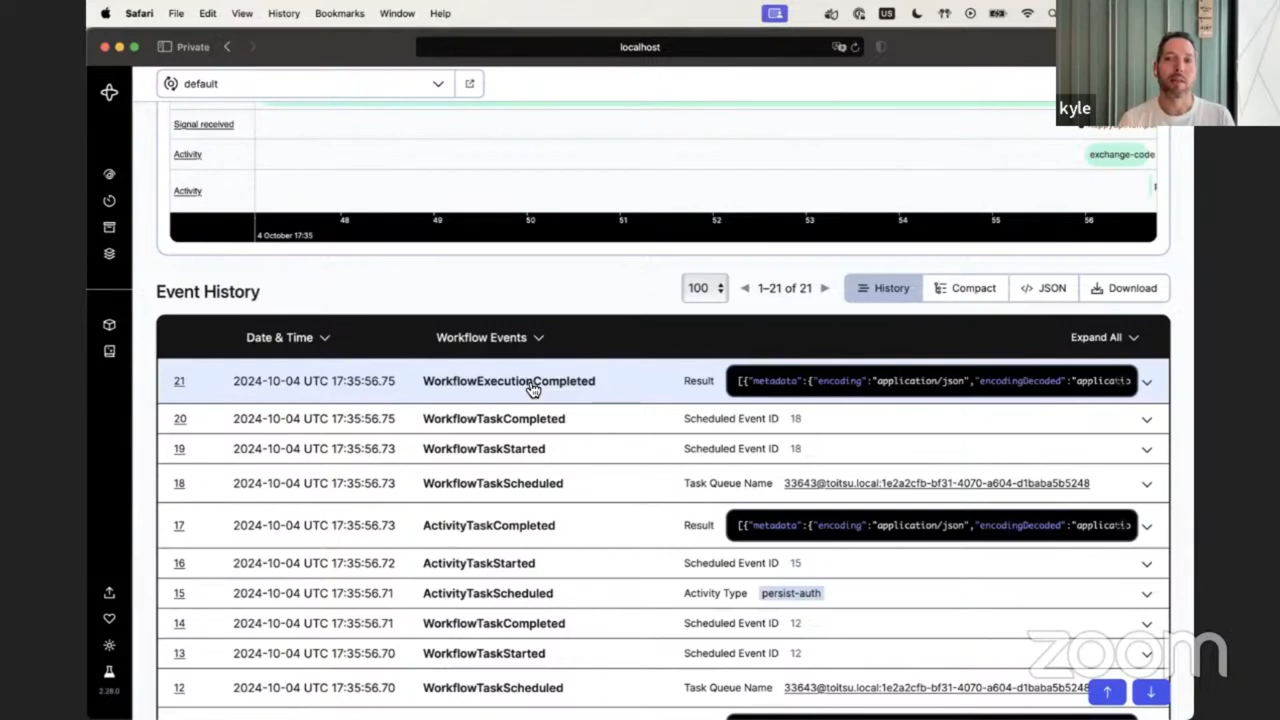 Safari File Edit View History Bookmarks Window Help US
Private localhost
kyle
default
Signal received
Activity exchange-code
Activity
48 49 50 51 52 53 54 55 56
4 October 17:35
Event History 100 1–21 of 21 History Compact JSON Download
Date & Time Workflow Events Expand All
21 2024-10-04 UTC 17:35:56.75 WorkflowExecutionCompleted Result [{"metadata":{"encoding":"application/json","encodingDecoded":"applicatio
20 2024-10-04 UTC 17:35:56.75 WorkflowTaskCompleted Scheduled Event ID 18
19 2024-10-04 UTC 17:35:56.73 WorkflowTaskStarted Scheduled Event ID 18
18 2024-10-04 UTC 17:35:56.73 WorkflowTaskScheduled Task Queue Name 33643@toitsu.local:1e2a2cfb-bf31-4070-a604-d1baba5b5248
17 2024-10-04 UTC 17:35:56.73 ActivityTaskCompleted Result [{"metadata":{"encoding":"application/json","encodingDecoded":"applicatio
16 2024-10-04 UTC 17:35:56.72 ActivityTaskStarted Scheduled Event ID 15
15 2024-10-04 UTC 17:35:56.71 ActivityTaskScheduled Activity Type persist-auth
14 2024-10-04 UTC 17:35:56.71 WorkflowTaskCompleted Scheduled Event ID 12
13 2024-10-04 UTC 17:35:56.70 WorkflowTaskStarted Scheduled Event ID 12
12 2024-10-04 UTC 17:35:56.70 WorkflowTaskScheduled Task Queue Name 33643@toitsu.local:1e2a2cfb-bf31-4070-a604-d1baba5b5248
zoom
2.28.0